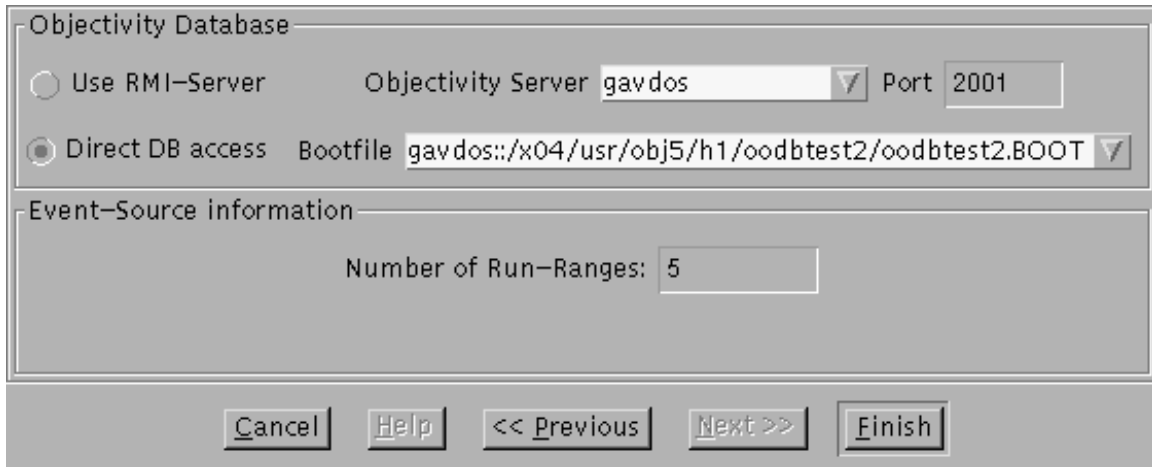 Objectivity Database
Use RMI-Server Objectivity Server gavdos Port 2001
Direct DB access Bootfile gavdos::/x04/usr/obj5/h1/oodbtest2/oodbtest2.BOOT
Event-Source information
Number of Run-Ranges: 5
Cancel Help << Previous Next >> Finish